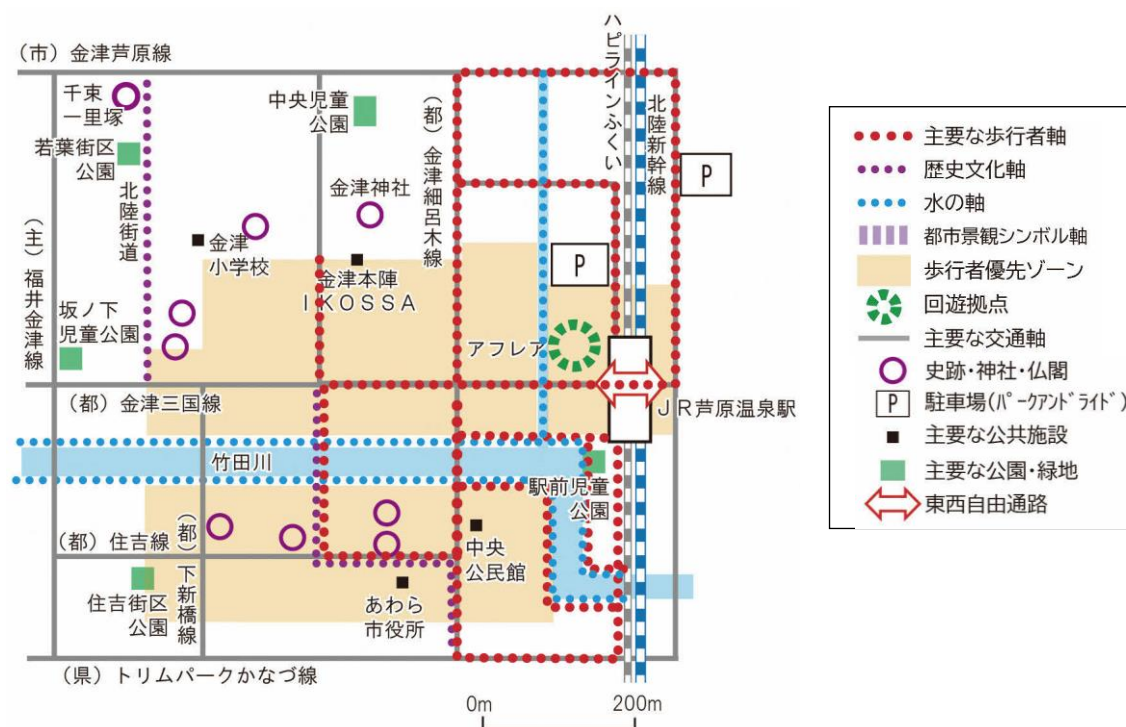 (市)金津芦原線
千束
一里塚
若葉街区
公園
北陸街道
(主)福井金津線
坂ノ下
児童公園
金津
小学校
中央児童
公園
金津神社
金津本陣
IKOSSA
(都)金津細呂木線
ハピラインふくい
北陸新幹線
P
P
アフレア
JR芦原温泉駅
(都)金津三国線
竹田川
駅前児童
公園
(都)住吉線
(都)下新橋線
住吉街区
公園
あわら
市役所
中央
公民館
(県)トリムパークかなづ線
0m
200m
主要な歩行者軸
歴史文化軸
水の軸
都市景観シンボル軸
歩行者優先ゾーン
回遊拠点
主要な交通軸
史跡・神社・仏閣
P 駐車場(パークアンドライド)
主要な公共施設
主要な公園・緑地
東西自由通路